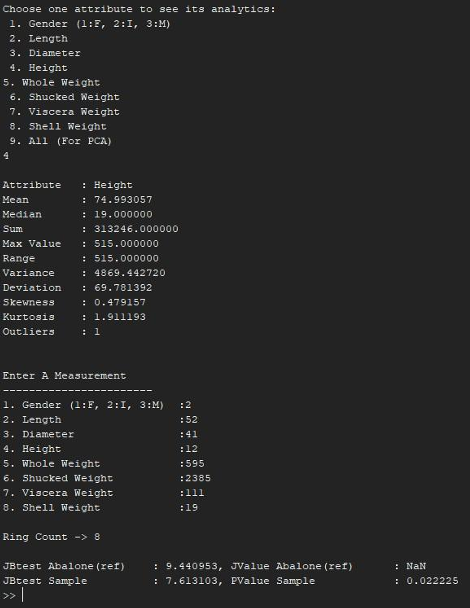 Choose one attribute to see its analytics:
1. Gender (1:F, 2:I, 3:M)
2. Length
3. Diameter
4. Height
5. Whole Weight
6. Shucked Weight
7. Viscera Weight
8. Shell Weight
9. All (For PCA)
4
Attribute : Height
Mean : 74.993057
Median : 19.000000
Sum : 313246.000000
Max Value : 515.000000
Range : 515.000000
Variance : 4869.442720
Deviation : 69.781392
Skewness : 0.479157
Kurtosis : 1.911193
Outliers : 1
Enter A Measurement
-----------------------
1. Gender (1:F, 2:I, 3:M) :2
2. Length :52
3. Diameter :41
4. Height :12
5. Whole Weight :595
6. Shucked Weight :2385
7. Viscera Weight :111
8. Shell Weight :19
Ring Count -> 8
JBtest Abalone(ref) : 9.440953, JValue Abalone(ref) : NaN
JBtest Sample : 7.613103, PValue Sample : 0.022225
>>